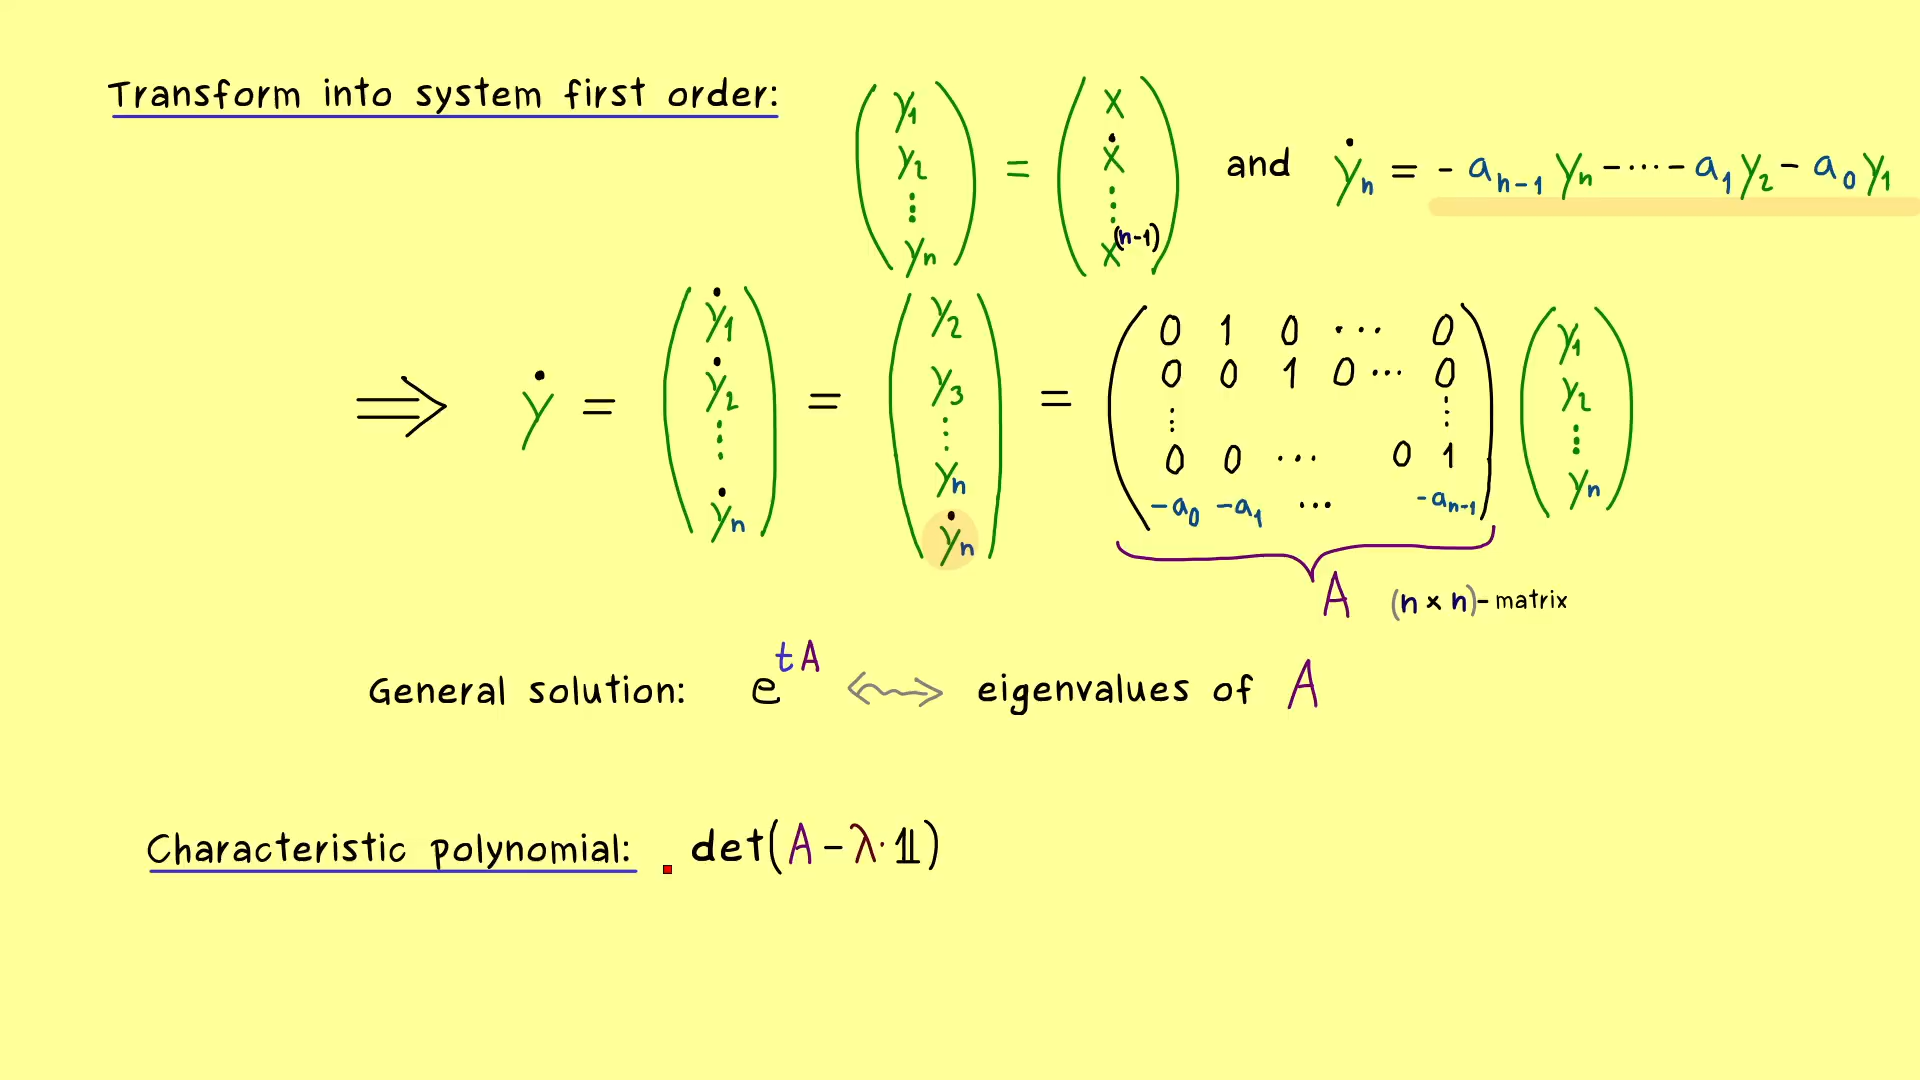 Transform into system first order: (y₁ y₂ ⋮ yₙ) = (x ẋ ⋮ x⁽ⁿ⁻¹⁾) and ẏₙ = - aₙ₋₁ yₙ - ⋯ - a₁ y₂ - a₀ y₁
⟹ ẏ = (ẏ₁ ẏ₂ ⋮ ẏₙ) = (y₂ y₃ ⋮ yₙ ẏₙ) = (0 1 0 ⋯ 0
0 0 1 0 ⋯ 0
⋮ ⋮
0 0 ⋯ 0 1
-a₀ -a₁ ⋯ -aₙ₋₁) (y₁ y₂ ⋮ yₙ)
A (n × n)-matrix
General solution: e^{tA} ⟷ eigenvalues of A
Characteristic polynomial: det(A - λ·𝟙)